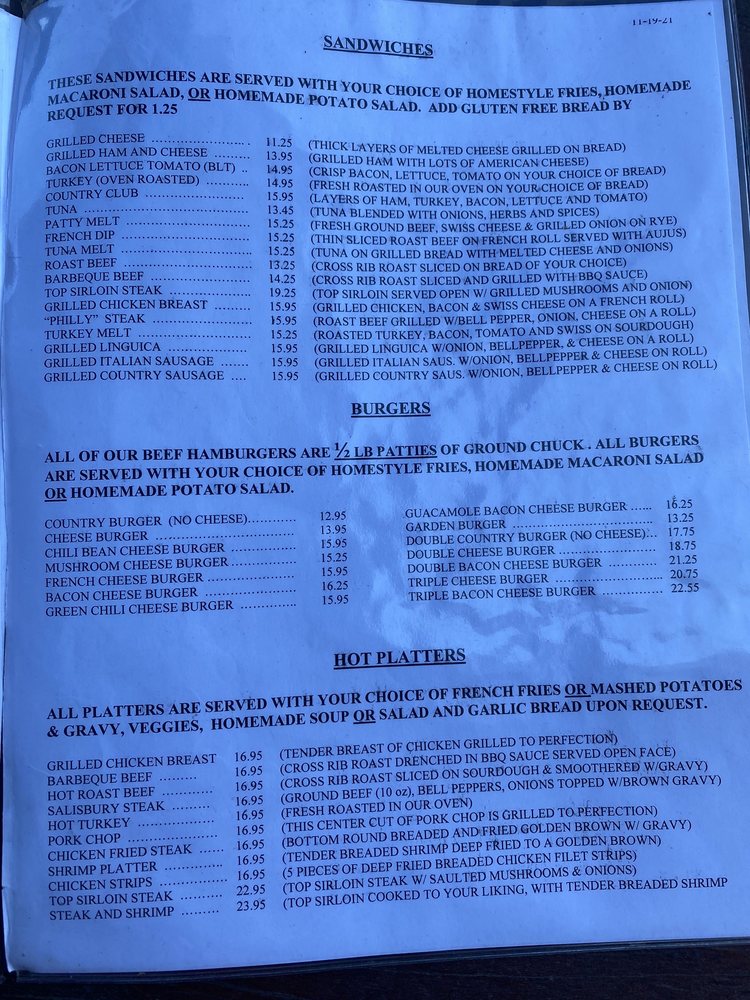 11-19-21
SANDWICHES
THESE SANDWICHES ARE SERVED WITH YOUR CHOICE OF HOMESTYLE FRIES, HOMEMADE
MACARONI SALAD, OR HOMEMADE POTATO SALAD. ADD GLUTEN FREE BREAD BY
REQUEST FOR 1.25
GRILLED CHEESE .................... 11.25 (THICK LAYERS OF MELTED CHEESE GRILLED ON BREAD)
GRILLED HAM AND CHEESE ......... 13.95 (GRILLED HAM WITH LOTS OF AMERICAN CHEESE)
BACON LETTUCE TOMATO (BLT) .. 14.95 (CRISP BACON, LETTUCE, TOMATO ON YOUR CHOICE OF BREAD)
TURKEY (OVEN ROASTED) .......... 14.95 (FRESH ROASTED IN OUR OVEN ON YOUR CHOICE OF BREAD)
COUNTRY CLUB ..................... 15.95 (LAYERS OF HAM, TURKEY, BACON, LETTUCE AND TOMATO)
TUNA ................................ 13.45 (TUNA BLENDED WITH ONIONS, HERBS AND SPICES)
PATTY MELT ......................... 15.25 (FRESH GROUND BEEF, SWISS CHEESE & GRILLED ONION ON RYE)
FRENCH DIP ......................... 15.25 (THIN SLICED ROAST BEEF ON FRENCH ROLL SERVED WITH AUJUS)
TUNA MELT .......................... 15.25 (TUNA ON GRILLED BREAD WITH MELTED CHEESE AND ONIONS)
ROAST BEEF ......................... 13.25 (CROSS RIB ROAST SLICED ON BREAD OF YOUR CHOICE)
BARBEQUE BEEF ..................... 14.25 (CROSS RIB ROAST SLICED AND GRILLED WITH BBQ SAUCE)
TOP SIRLOIN STEAK ................. 19.25 (TOP SIRLOIN SERVED OPEN W/ GRILLED MUSHROOMS AND ONION)
GRILLED CHICKEN BREAST ......... 15.95 (GRILLED CHICKEN, BACON & SWISS CHEESE ON A FRENCH ROLL)
"PHILLY" STEAK ..................... 15.95 (ROAST BEEF GRILLED W/BELL PEPPER, ONION, CHEESE ON A ROLL)
TURKEY MELT ....................... 15.25 (ROASTED TURKEY, BACON, TOMATO AND SWISS ON SOURDOUGH)
GRILLED LINGUICA .................. 15.95 (GRILLED LINGUICA W/ONION, BELLPEPPER, & CHEESE ON A ROLL)
GRILLED ITALIAN SAUSAGE ....... 15.95 (GRILLED ITALIAN SAUS. W/ONION, BELLPEPPER & CHEESE ON ROLL)
GRILLED COUNTRY SAUSAGE .... 15.95 (GRILLED COUNTRY SAUS. W/ONION, BELLPEPPER & CHEESE ON ROLL)
BURGERS
ALL OF OUR BEEF HAMBURGERS ARE ½ LB PATTIES OF GROUND CHUCK . ALL BURGERS
ARE SERVED WITH YOUR CHOICE OF HOMESTYLE FRIES, HOMEMADE MACARONI SALAD
OR HOMEMADE POTATO SALAD.
COUNTRY BURGER (NO CHEESE)............ 12.95
CHEESE BURGER ............................ 13.95
CHILI BEAN CHEESE BURGER ............... 15.95
MUSHROOM CHEESE BURGER............... 15.25
FRENCH CHEESE BURGER.................... 15.95
BACON CHEESE BURGER ..................... 16.25
GREEN CHILI CHEESE BURGER ............. 15.95
GUACAMOLE BACON CHEESE BURGER ...... 16.25
GARDEN BURGER ............................ 13.25
DOUBLE COUNTRY BURGER (NO CHEESE)... 17.75
DOUBLE CHEESE BURGER .................... 18.75
DOUBLE BACON CHEESE BURGER ............ 21.25
TRIPLE CHEESE BURGER ..................... 20.75
TRIPLE BACON CHEESE BURGER ............. 22.55
HOT PLATTERS
ALL PLATTERS ARE SERVED WITH YOUR CHOICE OF FRENCH FRIES OR MASHED POTATOES
& GRAVY, VEGGIES, HOMEMADE SOUP OR SALAD AND GARLIC BREAD UPON REQUEST.
GRILLED CHICKEN BREAST 16.95 (TENDER BREAST OF CHICKEN GRILLED TO PERFECTION)
BARBEQUE BEEF ......... 16.95 (CROSS RIB ROAST DRENCHED IN BBQ SAUCE SERVED OPEN FACE)
HOT ROAST BEEF ............ 16.95 (CROSS RIB ROAST SLICED ON SOURDOUGH & SMOOTHERED W/GRAVY)
SALISBURY STEAK ......... 16.95 (GROUND BEEF (10 oz), BELL PEPPERS, ONIONS TOPPED W/BROWN GRAVY)
HOT TURKEY ................ 16.95 (FRESH ROASTED IN OUR OVEN)
PORK CHOP .................. 16.95 (THIS CENTER CUT OF PORK CHOP IS GRILLED TO PERFECTION)
CHICKEN FRIED STEAK ..... 16.95 (BOTTOM ROUND BREADED AND FRIED GOLDEN BROWN W/ GRAVY)
SHRIMP PLATTER ............ 16.95 (TENDER BREADED SHRIMP DEEP FRIED TO A GOLDEN BROWN)
CHICKEN STRIPS ............. 16.95 (5 PIECES OF DEEP FRIED BREADED CHICKEN FILET STRIPS)
TOP SIRLOIN STEAK ......... 22.95 (TOP SIRLOIN STEAK W/ SAULTED MUSHROOMS & ONIONS)
STEAK AND SHRIMP ......... 23.95 (TOP SIRLOIN COOKED TO YOUR LIKING, WITH TENDER BREADED SHRIMP